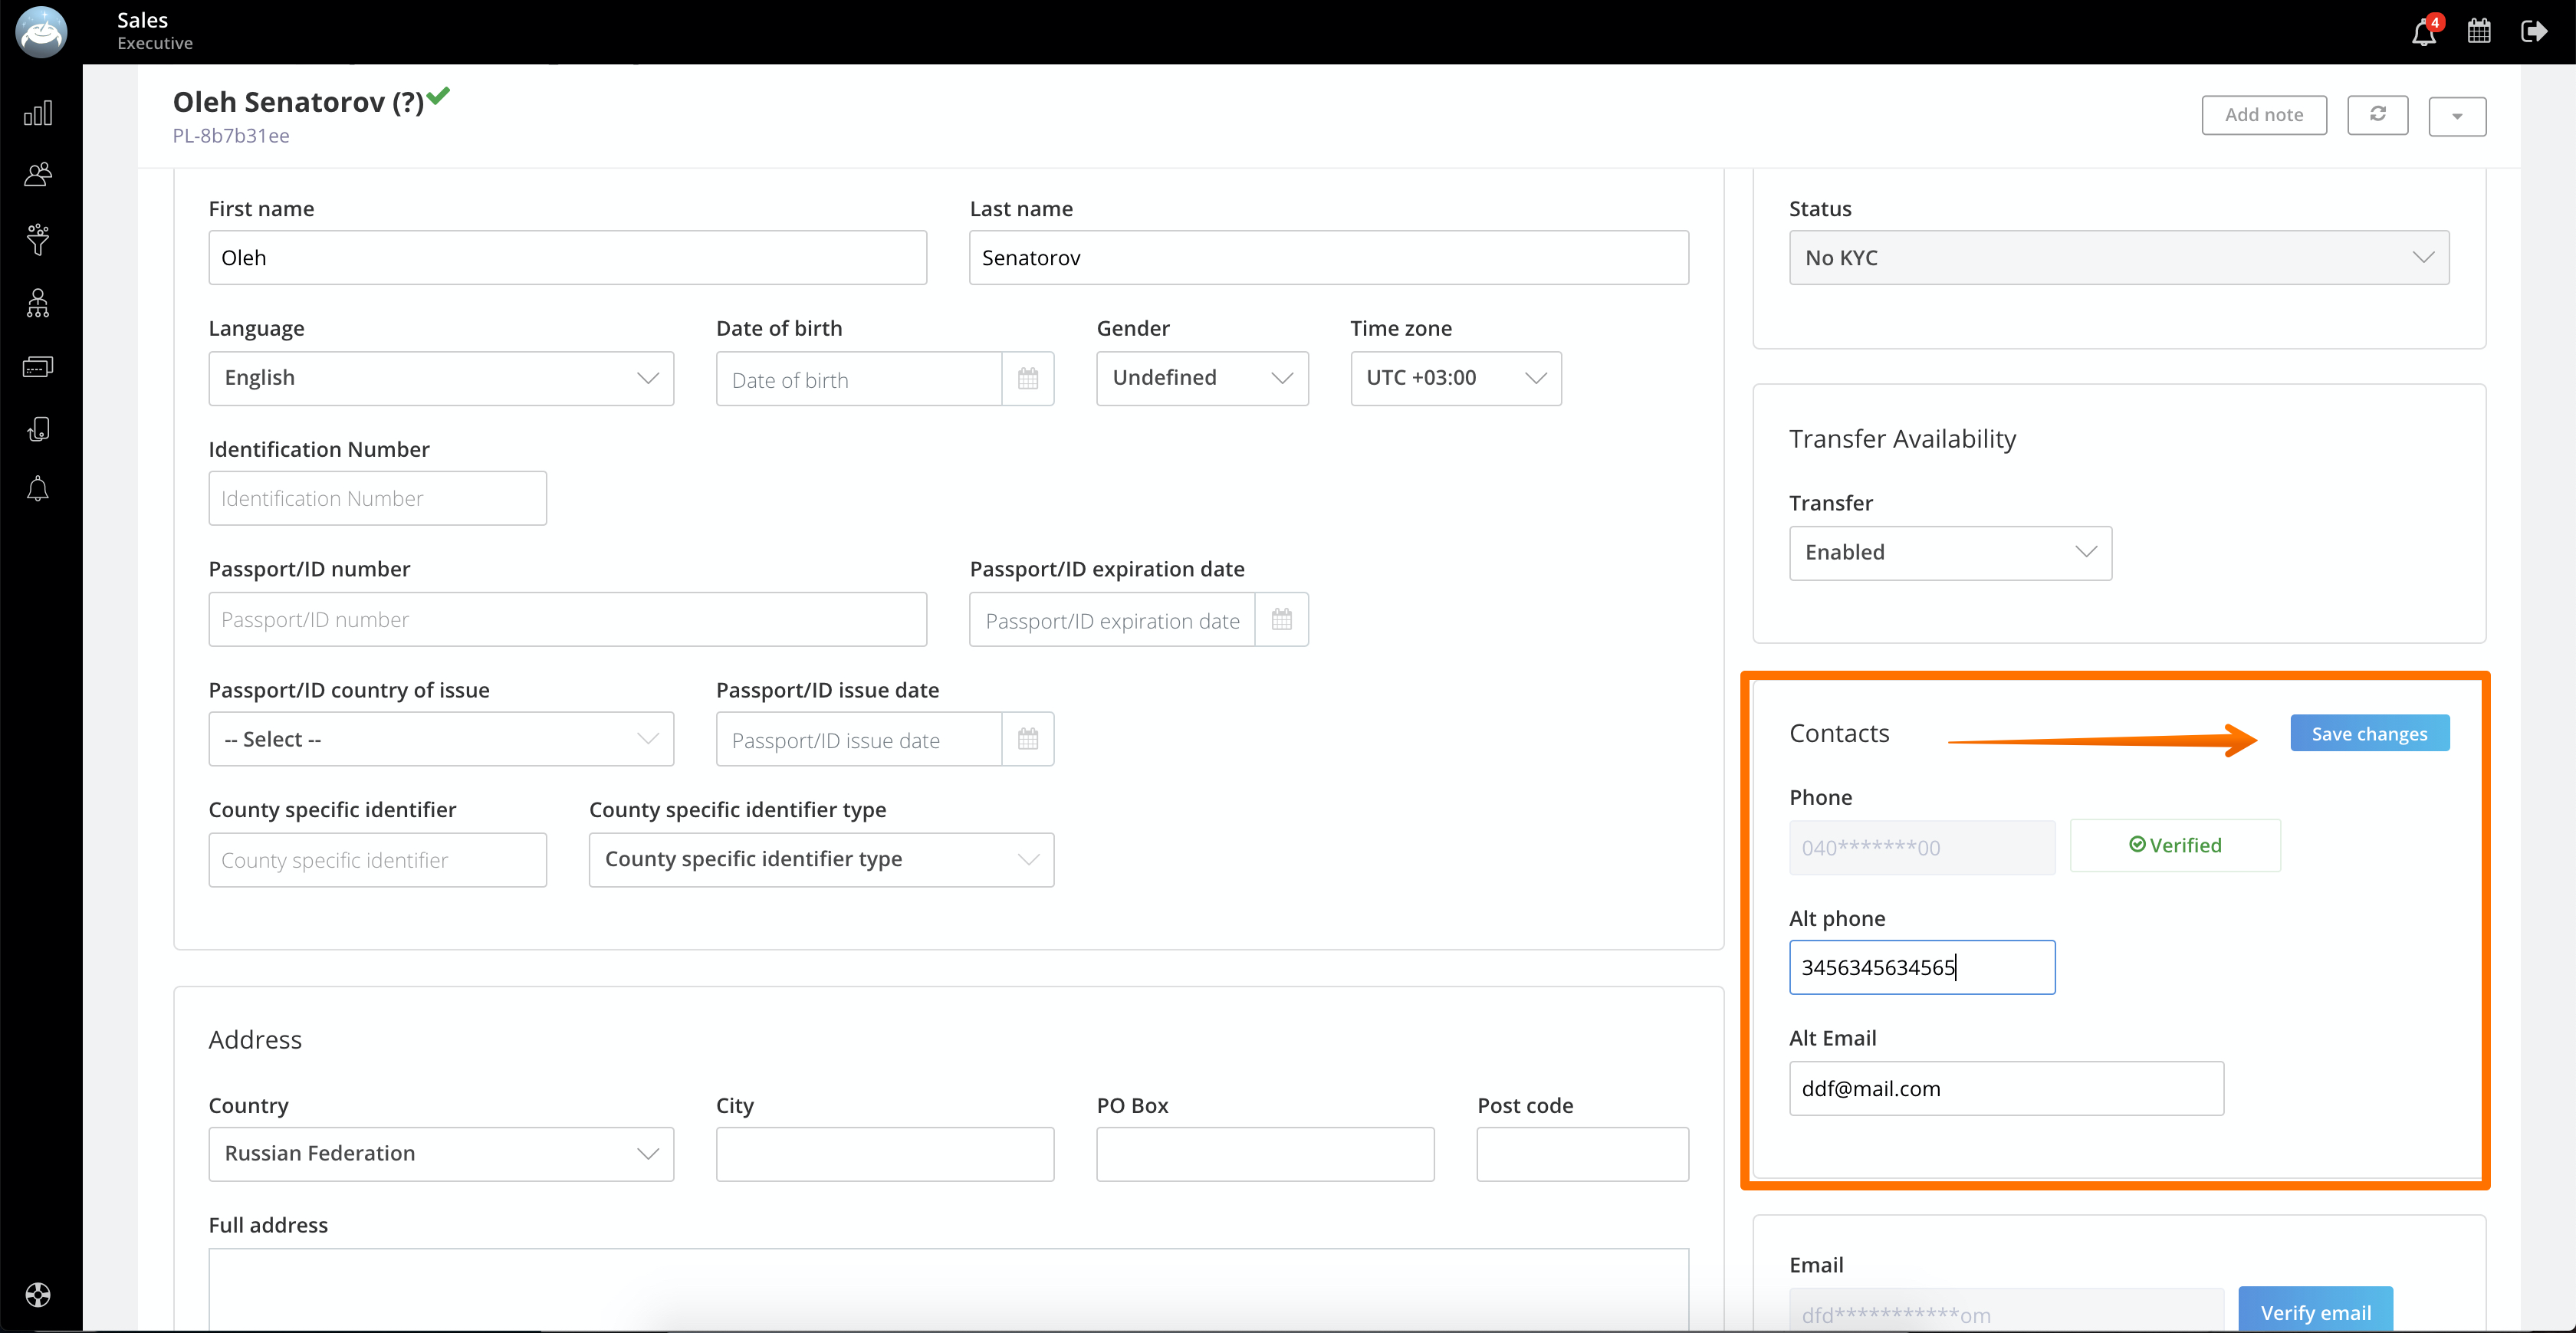 Sales
Executive
4
Oleh Senatorov (?)
PL-8b7b31ee
Add note
First name
Oleh
Last name
Senatorov
Language
English
Date of birth
Date of birth
Gender
Undefined
Time zone
UTC +03:00
Identification Number
Identification Number
Passport/ID number
Passport/ID number
Passport/ID expiration date
Passport/ID expiration date
Passport/ID country of issue
-- Select --
Passport/ID issue date
Passport/ID issue date
County specific identifier
County specific identifier
County specific identifier type
County specific identifier type
Address
Country
Russian Federation
City
PO Box
Post code
Full address
Status
No KYC
Transfer Availability
Transfer
Enabled
Contacts
Save changes
Phone
040*******00
Verified
Alt phone
3456345634565
Alt Email
ddf@mail.com
Email
dfd***********om
Verify email